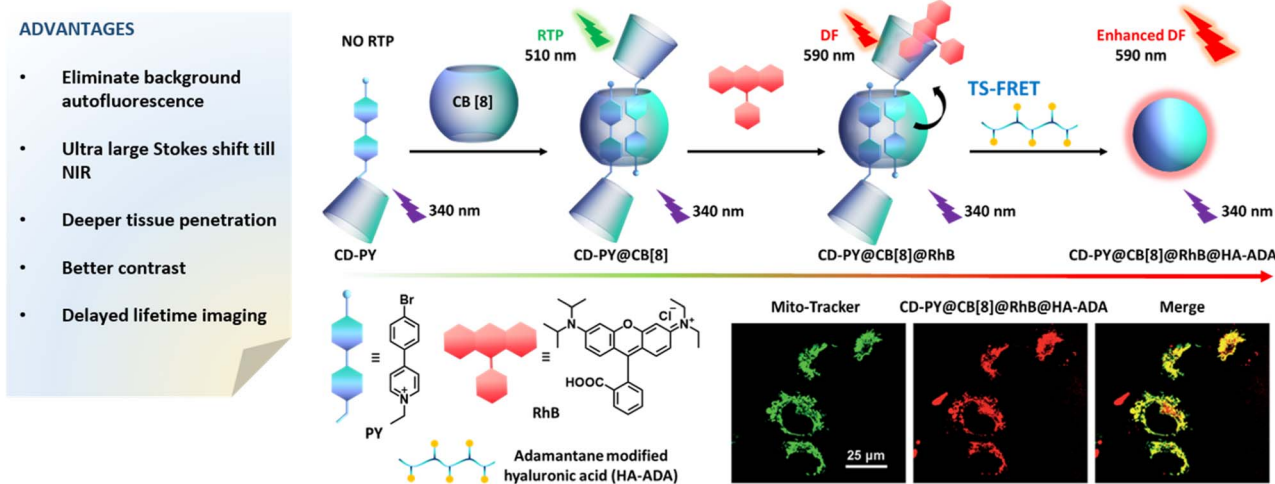 ADVANTAGES
• Eliminate background
autofluorescence
• Ultra large Stokes shift till
NIR
• Deeper tissue penetration
• Better contrast
• Delayed lifetime imaging
NO RTP
CB [8]
RTP
510 nm
DF
590 nm
TS-FRET
Enhanced DF
590 nm
340 nm
340 nm
340 nm
340 nm
CD-PY
CD-PY@CB[8]
CD-PY@CB[8]@RhB
CD-PY@CB[8]@RhB@HA-ADA
Br
≡
N
+
PY
≡
N
O
Cl⁻
N⁺
HOOC
RhB
Adamantane modified
hyaluronic acid (HA-ADA)
Mito-Tracker
CD-PY@CB[8]@RhB@HA-ADA
Merge
25 μm